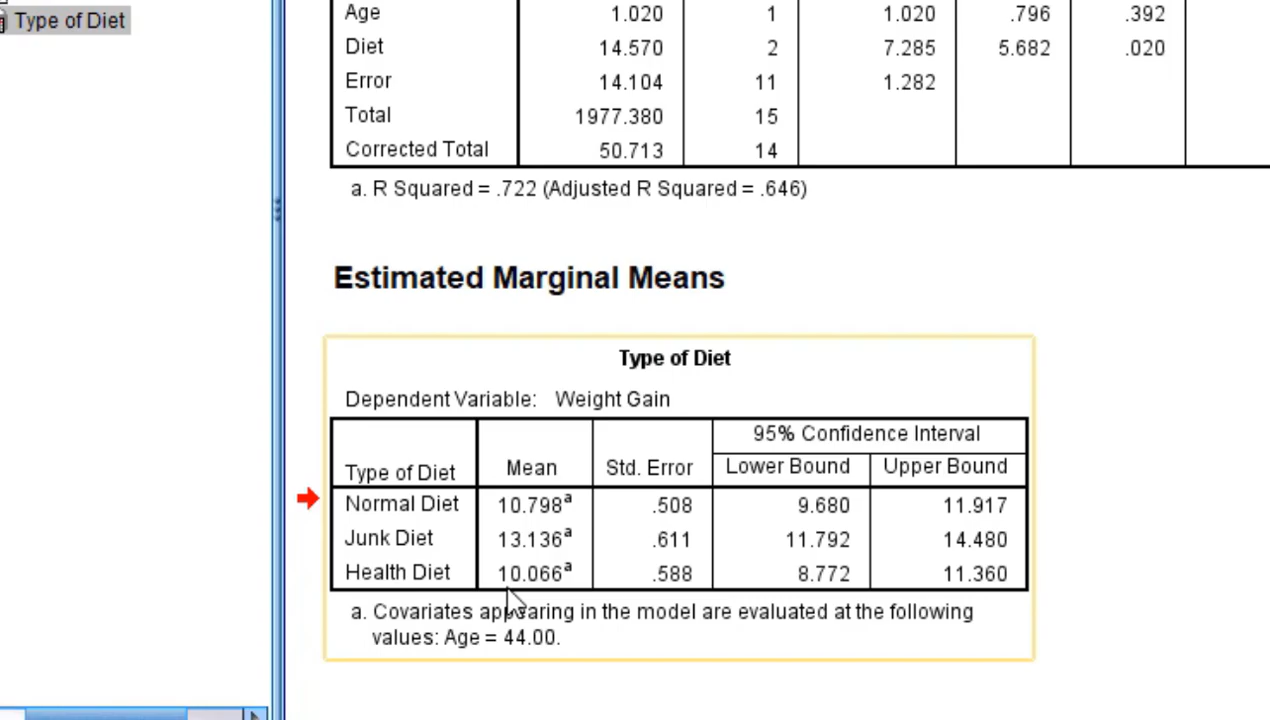 Type of Diet
Age 1.020 1 1.020 .796 .392
Diet 14.570 2 7.285 5.682 .020
Error 14.104 11 1.282
Total 1977.380 15
Corrected Total 50.713 14
a. R Squared = .722 (Adjusted R Squared = .646)
Estimated Marginal Means
Type of Diet
Dependent Variable: Weight Gain
95% Confidence Interval
Type of Diet Mean Std. Error Lower Bound Upper Bound
Normal Diet 10.798a .508 9.680 11.917
Junk Diet 13.136a .611 11.792 14.480
Health Diet 10.066a .588 8.772 11.360
a. Covariates appearing in the model are evaluated at the following
values: Age = 44.00.